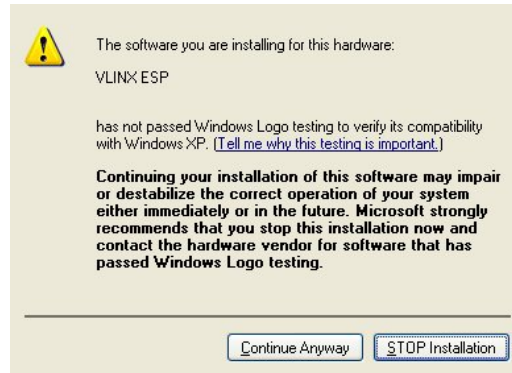 The software you are installing for this hardware:
VLINX ESP
has not passed Windows Logo testing to verify its compatibility
with Windows XP. (Tell me why this testing is important.)
Continuing your installation of this software may impair
or destabilize the correct operation of your system
either immediately or in the future. Microsoft strongly
recommends that you stop this installation now and
contact the hardware vendor for software that has
passed Windows Logo testing.
Continue Anyway
STOP Installation